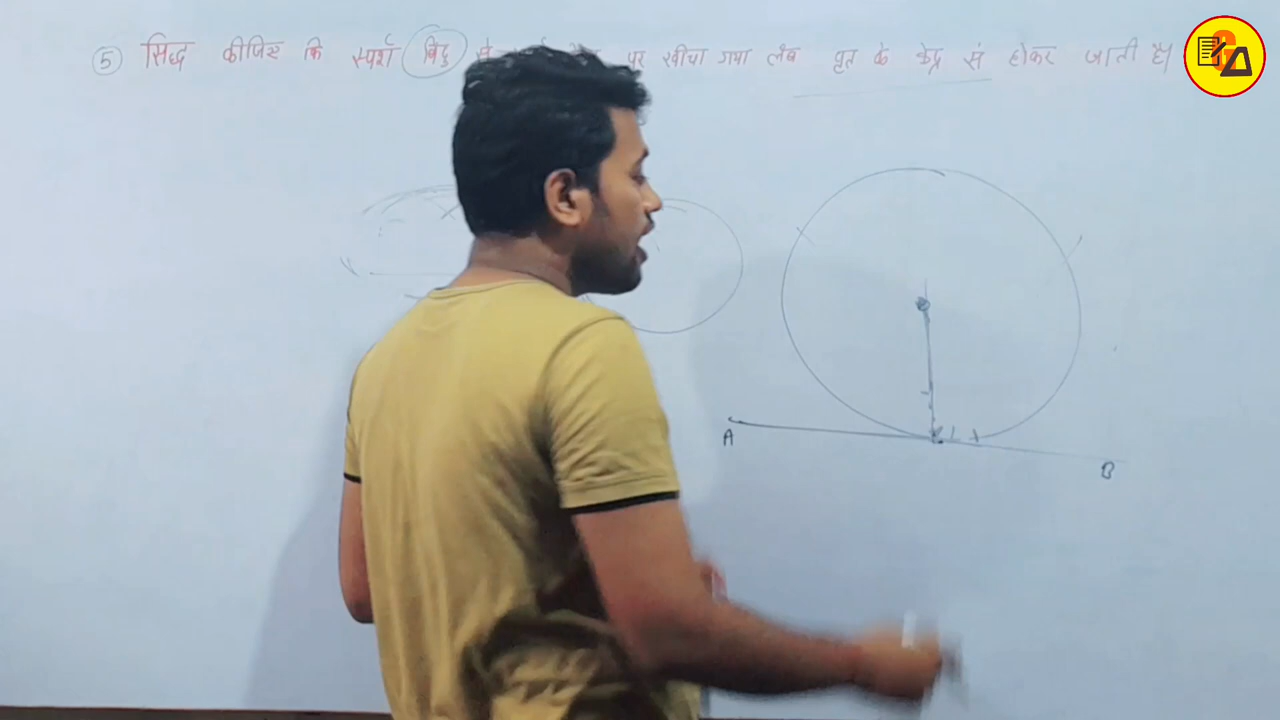 ⑤ सिद्ध कीजिए कि स्पर्श बिंदु से पर खींचा गया लंब वृत के केंद्र से होकर जाती है।
A
B